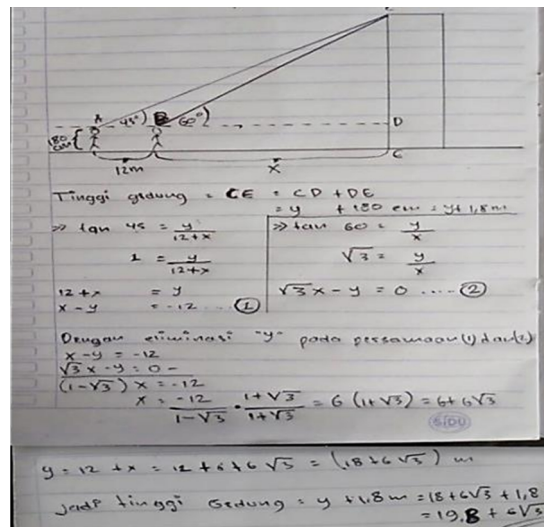 E
A 45°) B (60°) D
180 cm {
12m x C
Tinggi gedung = CE = CD + DE
= y + 180 cm = y + 1,8 m
>> tan 45 = y/(12+x) >> tan 60 = y/x
1 = y/(12+x) √3 = y/x
12+x = y √3x - y = 0 .... (2)
x - y = -12 ... (1)
Dengan eliminasi "y" pada persamaan (1) dan (2)
x - y = -12
√3x - y = 0 -
(1-√3) x = -12
x = -12/(1-√3) . (1+√3)/(1+√3) = 6 (1+√3) = 6+6√3
SIDU
y = 12 + x = 12 + 6 + 6√3 = (18+6√3) m
Jadi tinggi Gedung = y + 1,8 m = 18+6√3 + 1,8
= 19,8 + 6√3